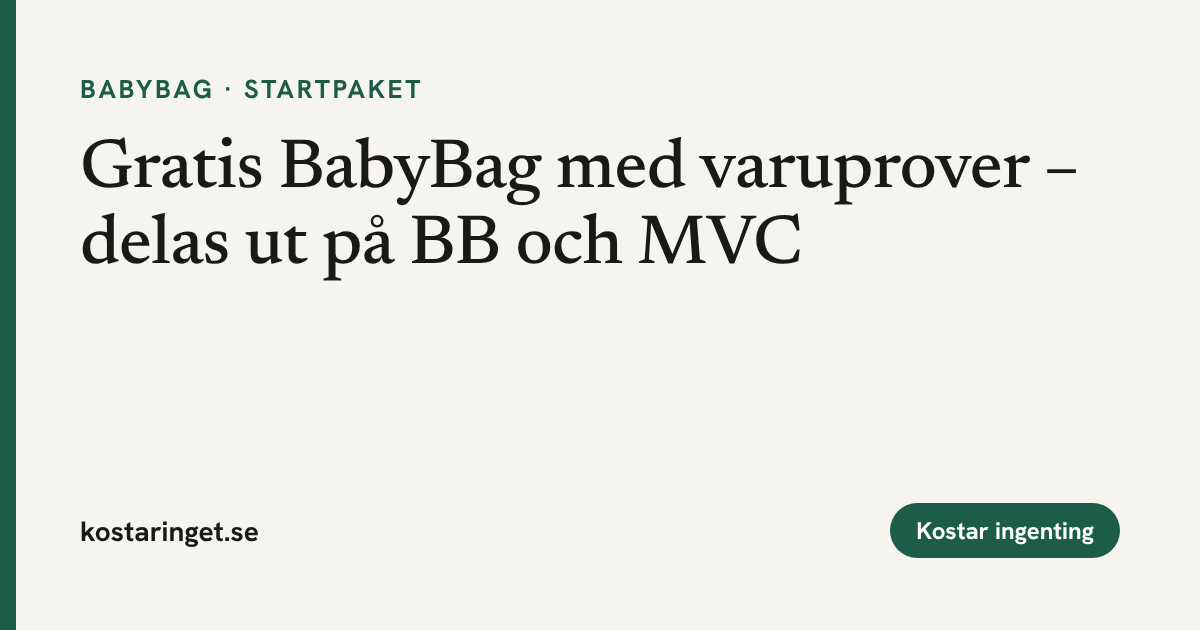 BABYBAG · STARTPAKET
Gratis BabyBag med varuprover –
delas ut på BB och MVC
kostaringet.se
Kostar ingenting